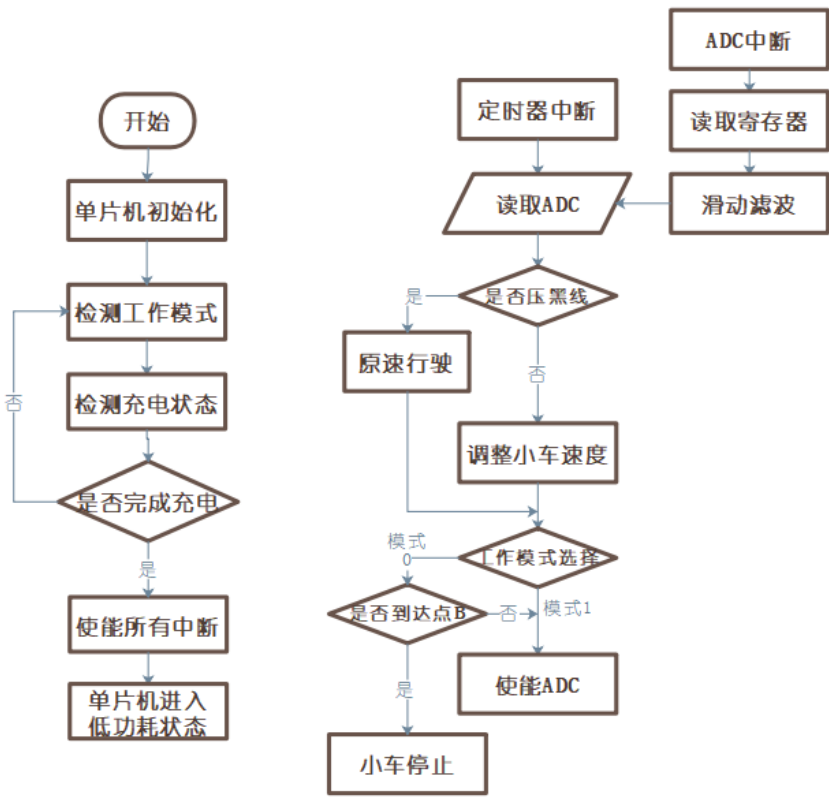 开始
单片机初始化
检测工作模式
检测充电状态
否
是否完成充电
是
使能所有中断
单片机进入
低功耗状态
ADC中断
读取寄存器
滑动滤波
定时器中断
读取ADC
是否压黑线
是
原速行驶
否
调整小车速度
工作模式选择
模式
0
模式1
是否到达点B
否
是
使能ADC
小车停止